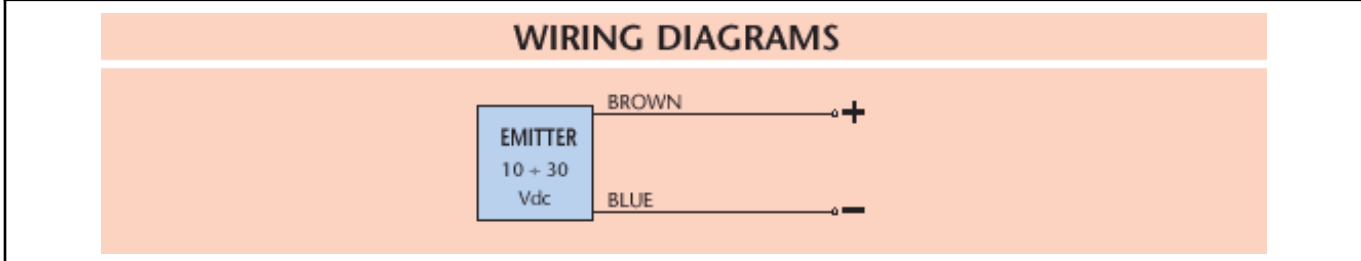 WIRING DIAGRAMS
BROWN
+
EMITTER
10 ÷ 30
Vdc
BLUE
−